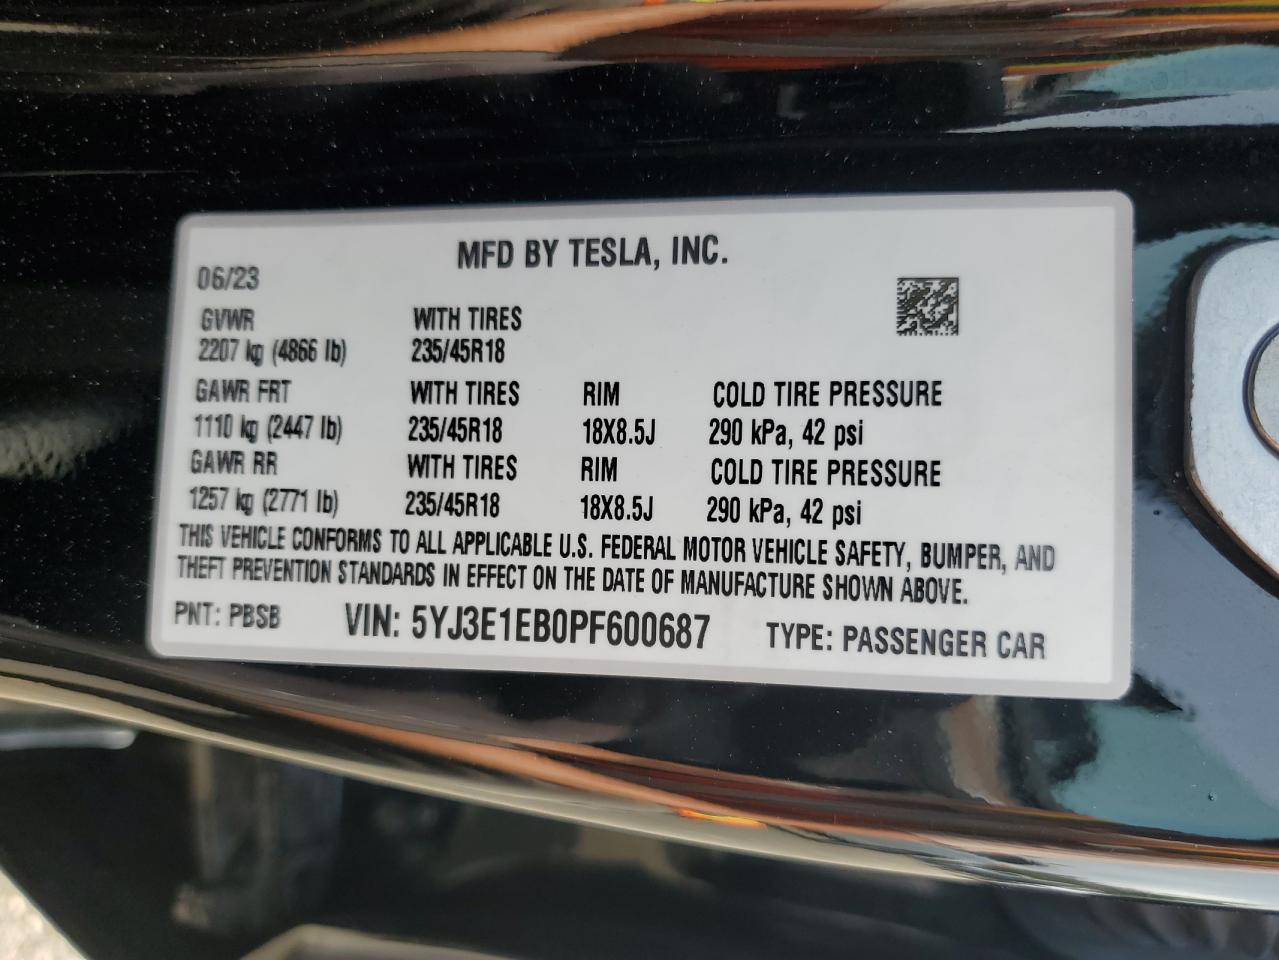 MFD BY TESLA, INC.
06/23
GVWR WITH TIRES
2207 kg (4866 lb) 235/45R18
GAWR FRT WITH TIRES RIM COLD TIRE PRESSURE
1110 kg (2447 lb) 235/45R18 18X8.5J 290 kPa, 42 psi
GAWR RR WITH TIRES RIM COLD TIRE PRESSURE
1257 kg (2771 lb) 235/45R18 18X8.5J 290 kPa, 42 psi
THIS VEHICLE CONFORMS TO ALL APPLICABLE U.S. FEDERAL MOTOR VEHICLE SAFETY, BUMPER, AND
THEFT PREVENTION STANDARDS IN EFFECT ON THE DATE OF MANUFACTURE SHOWN ABOVE.
PNT: PBSB VIN: 5YJ3E1EB0PF600687 TYPE: PASSENGER CAR